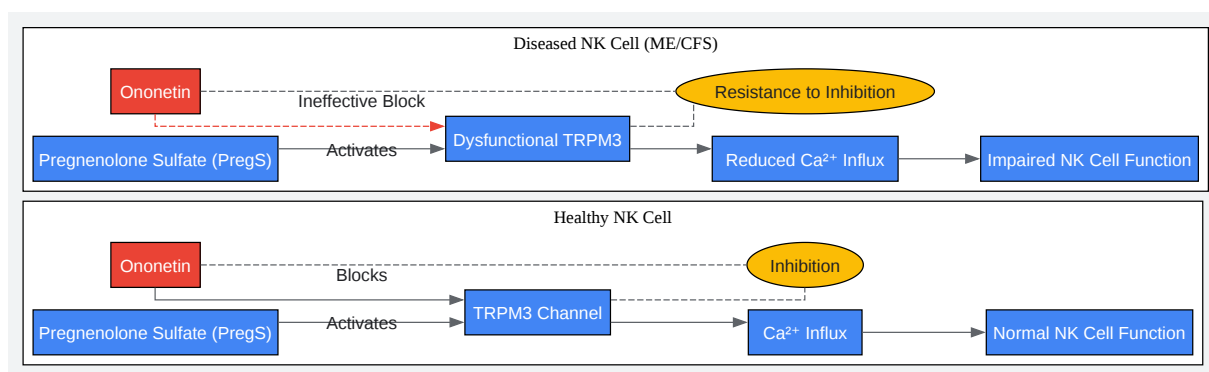 Diseased NK Cell (ME/CFS)
Ononetin
Resistance to Inhibition
Ineffective Block
Dysfunctional TRPM3
Pregnenolone Sulfate (PregS)
Activates
Reduced Ca²⁺ Influx
Impaired NK Cell Function
Healthy NK Cell
Ononetin
Inhibition
Blocks
TRPM3 Channel
Pregnenolone Sulfate (PregS)
Activates
Ca²⁺ Influx
Normal NK Cell Function